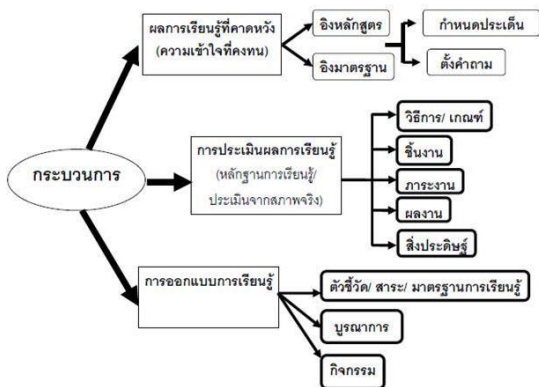 กระบวนการ
ผลการเรียนรู้ที่คาดหวัง
(ความเข้าใจที่คงทน)
อิงหลักสูตร
อิงมาตรฐาน
กำหนดประเด็น
ตั้งคำถาม
การประเมินผลการเรียนรู้
(หลักฐานการเรียนรู้/
ประเมินจากสภาพจริง)
วิธีการ/ เกณฑ์
ชิ้นงาน
ภาระงาน
ผลงาน
สิ่งประดิษฐ์
การออกแบบการเรียนรู้
ตัวชี้วัด/ สาระ/ มาตรฐานการเรียนรู้
บูรณาการ
กิจกรรม